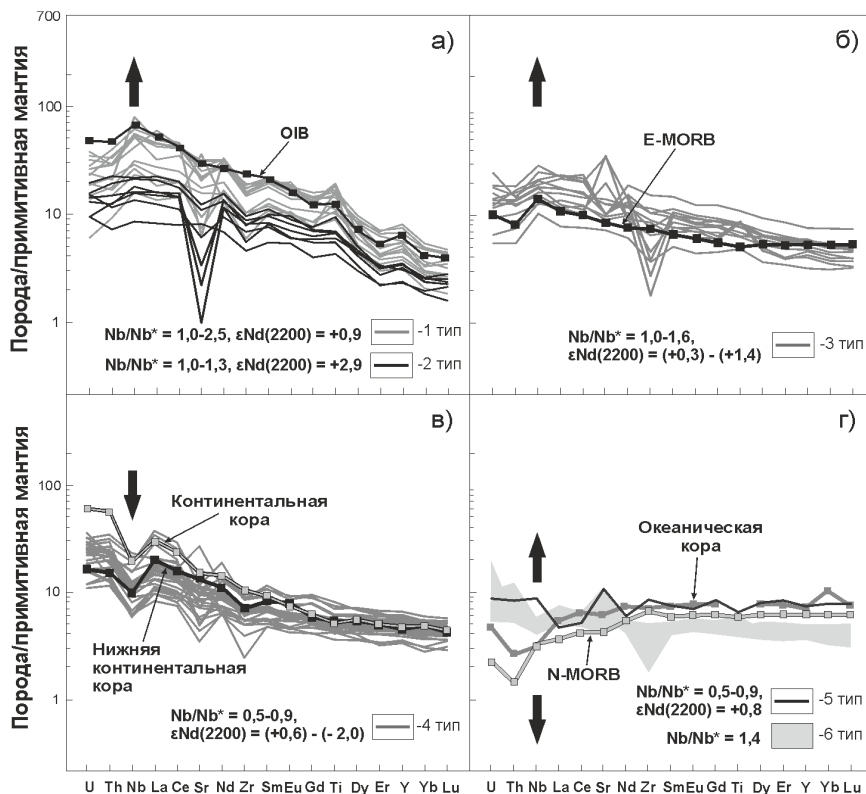 Порода/примитивная мантия
700
100
10
1
а)
OIB
Nb/Nb* = 1,0-2,5, εNd(2200) = +0,9
-1 тип
Nb/Nb* = 1,0-1,3, εNd(2200) = +2,9
-2 тип
б)
E-MORB
Nb/Nb* = 1,0-1,6,
εNd(2200) = (+0,3) - (+1,4)
-3 тип
Порода/примитивная мантия
100
10
1
в)
Континентальная
кора
Нижняя
континентальная
кора
Nb/Nb* = 0,5-0,9,
εNd(2200) = (+0,6) - (- 2,0)
-4 тип
г)
Океаническая
кора
N-MORB
Nb/Nb* = 0,5-0,9,
εNd(2200) = +0,8
-5 тип
Nb/Nb* = 1,4
-6 тип
U Th Nb La Ce Sr Nd Zr Sm Eu Gd Ti Dy Er Y Yb Lu
U Th Nb La Ce Sr Nd Zr Sm Eu Gd Ti Dy Er Y Yb Lu